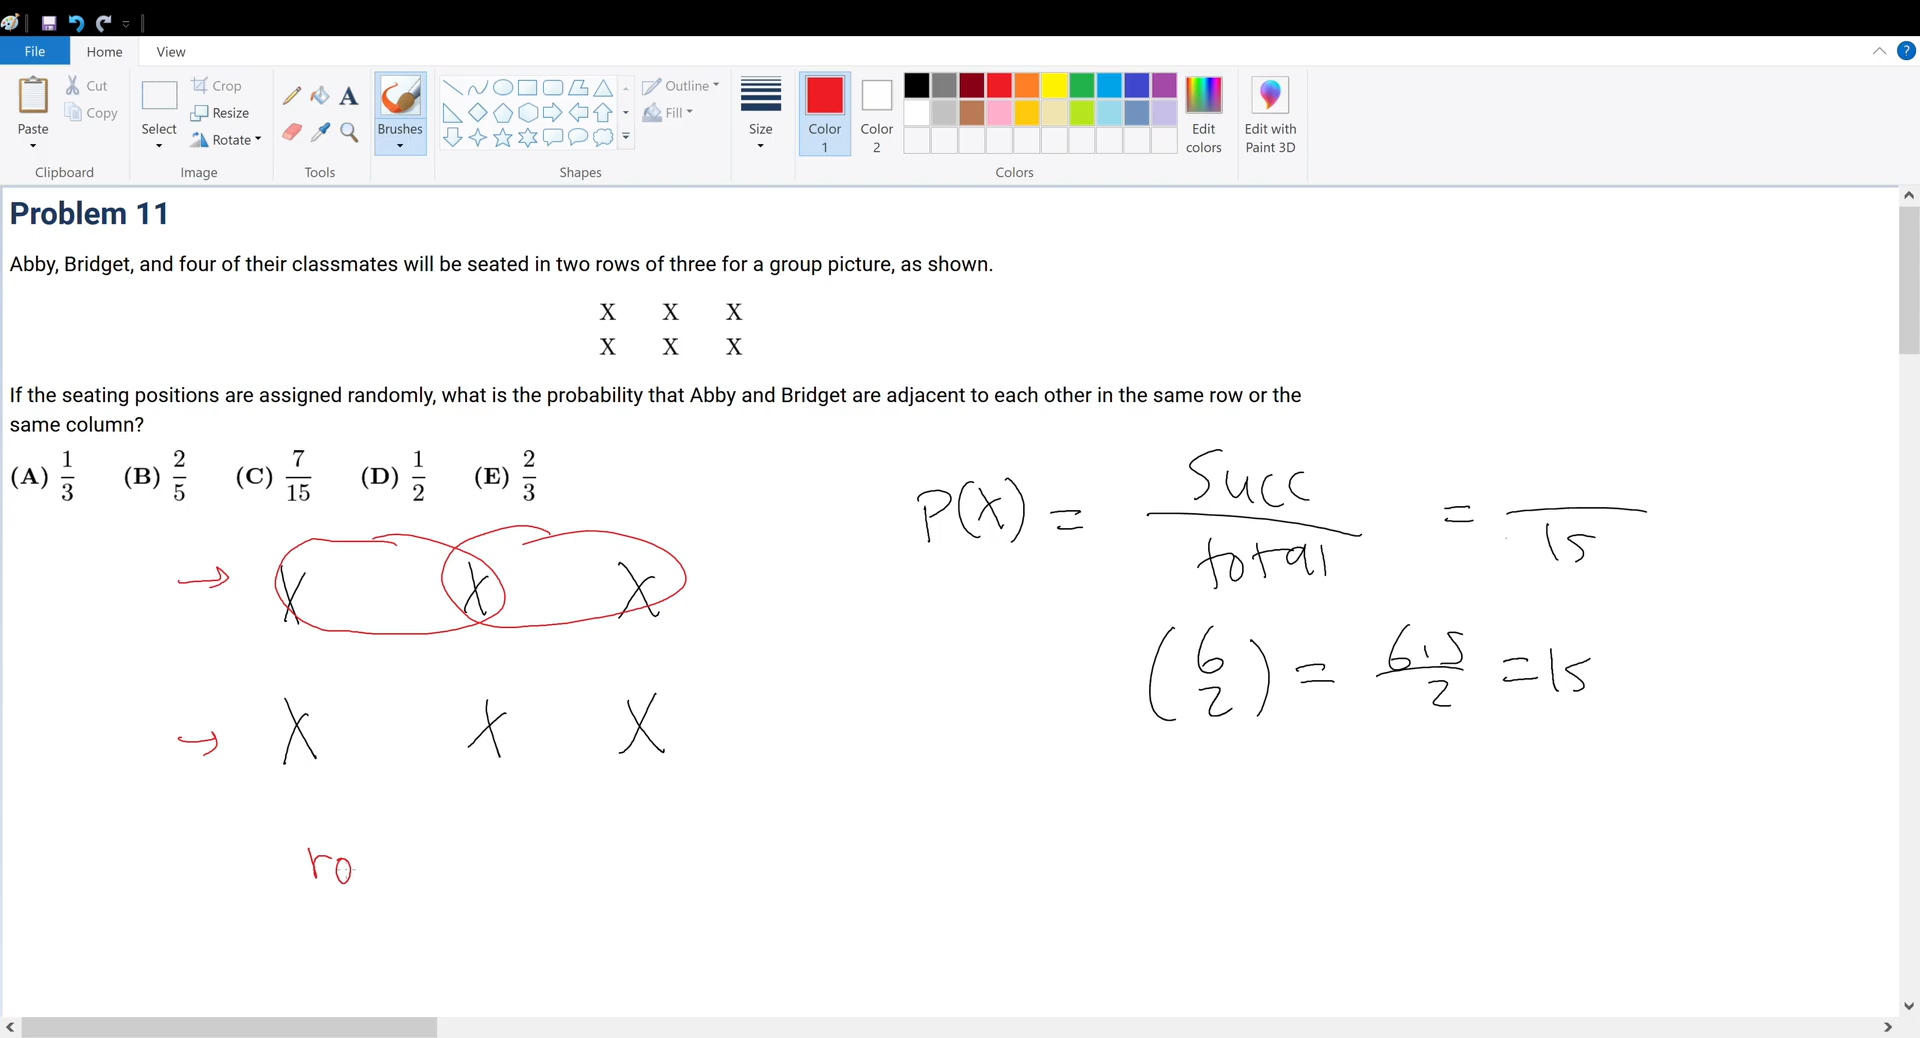 File Home View
Paste Cut Copy Clipboard
Select Crop Resize Rotate Image
A Tools
Brushes
Outline Fill Shapes
Size
Color 1 Color 2 Edit colors Colors
Edit with Paint 3D
?
Problem 11
Abby, Bridget, and four of their classmates will be seated in two rows of three for a group picture, as shown.
X X X
X X X
If the seating positions are assigned randomly, what is the probability that Abby and Bridget are adjacent to each other in the same row or the
same column?
(A) 1/3 (B) 2/5 (C) 7/15 (D) 1/2 (E) 2/3
P(X) = Succ/total = /15
X X X
(6 2) = 6·5/2 = 15
X X X
ro